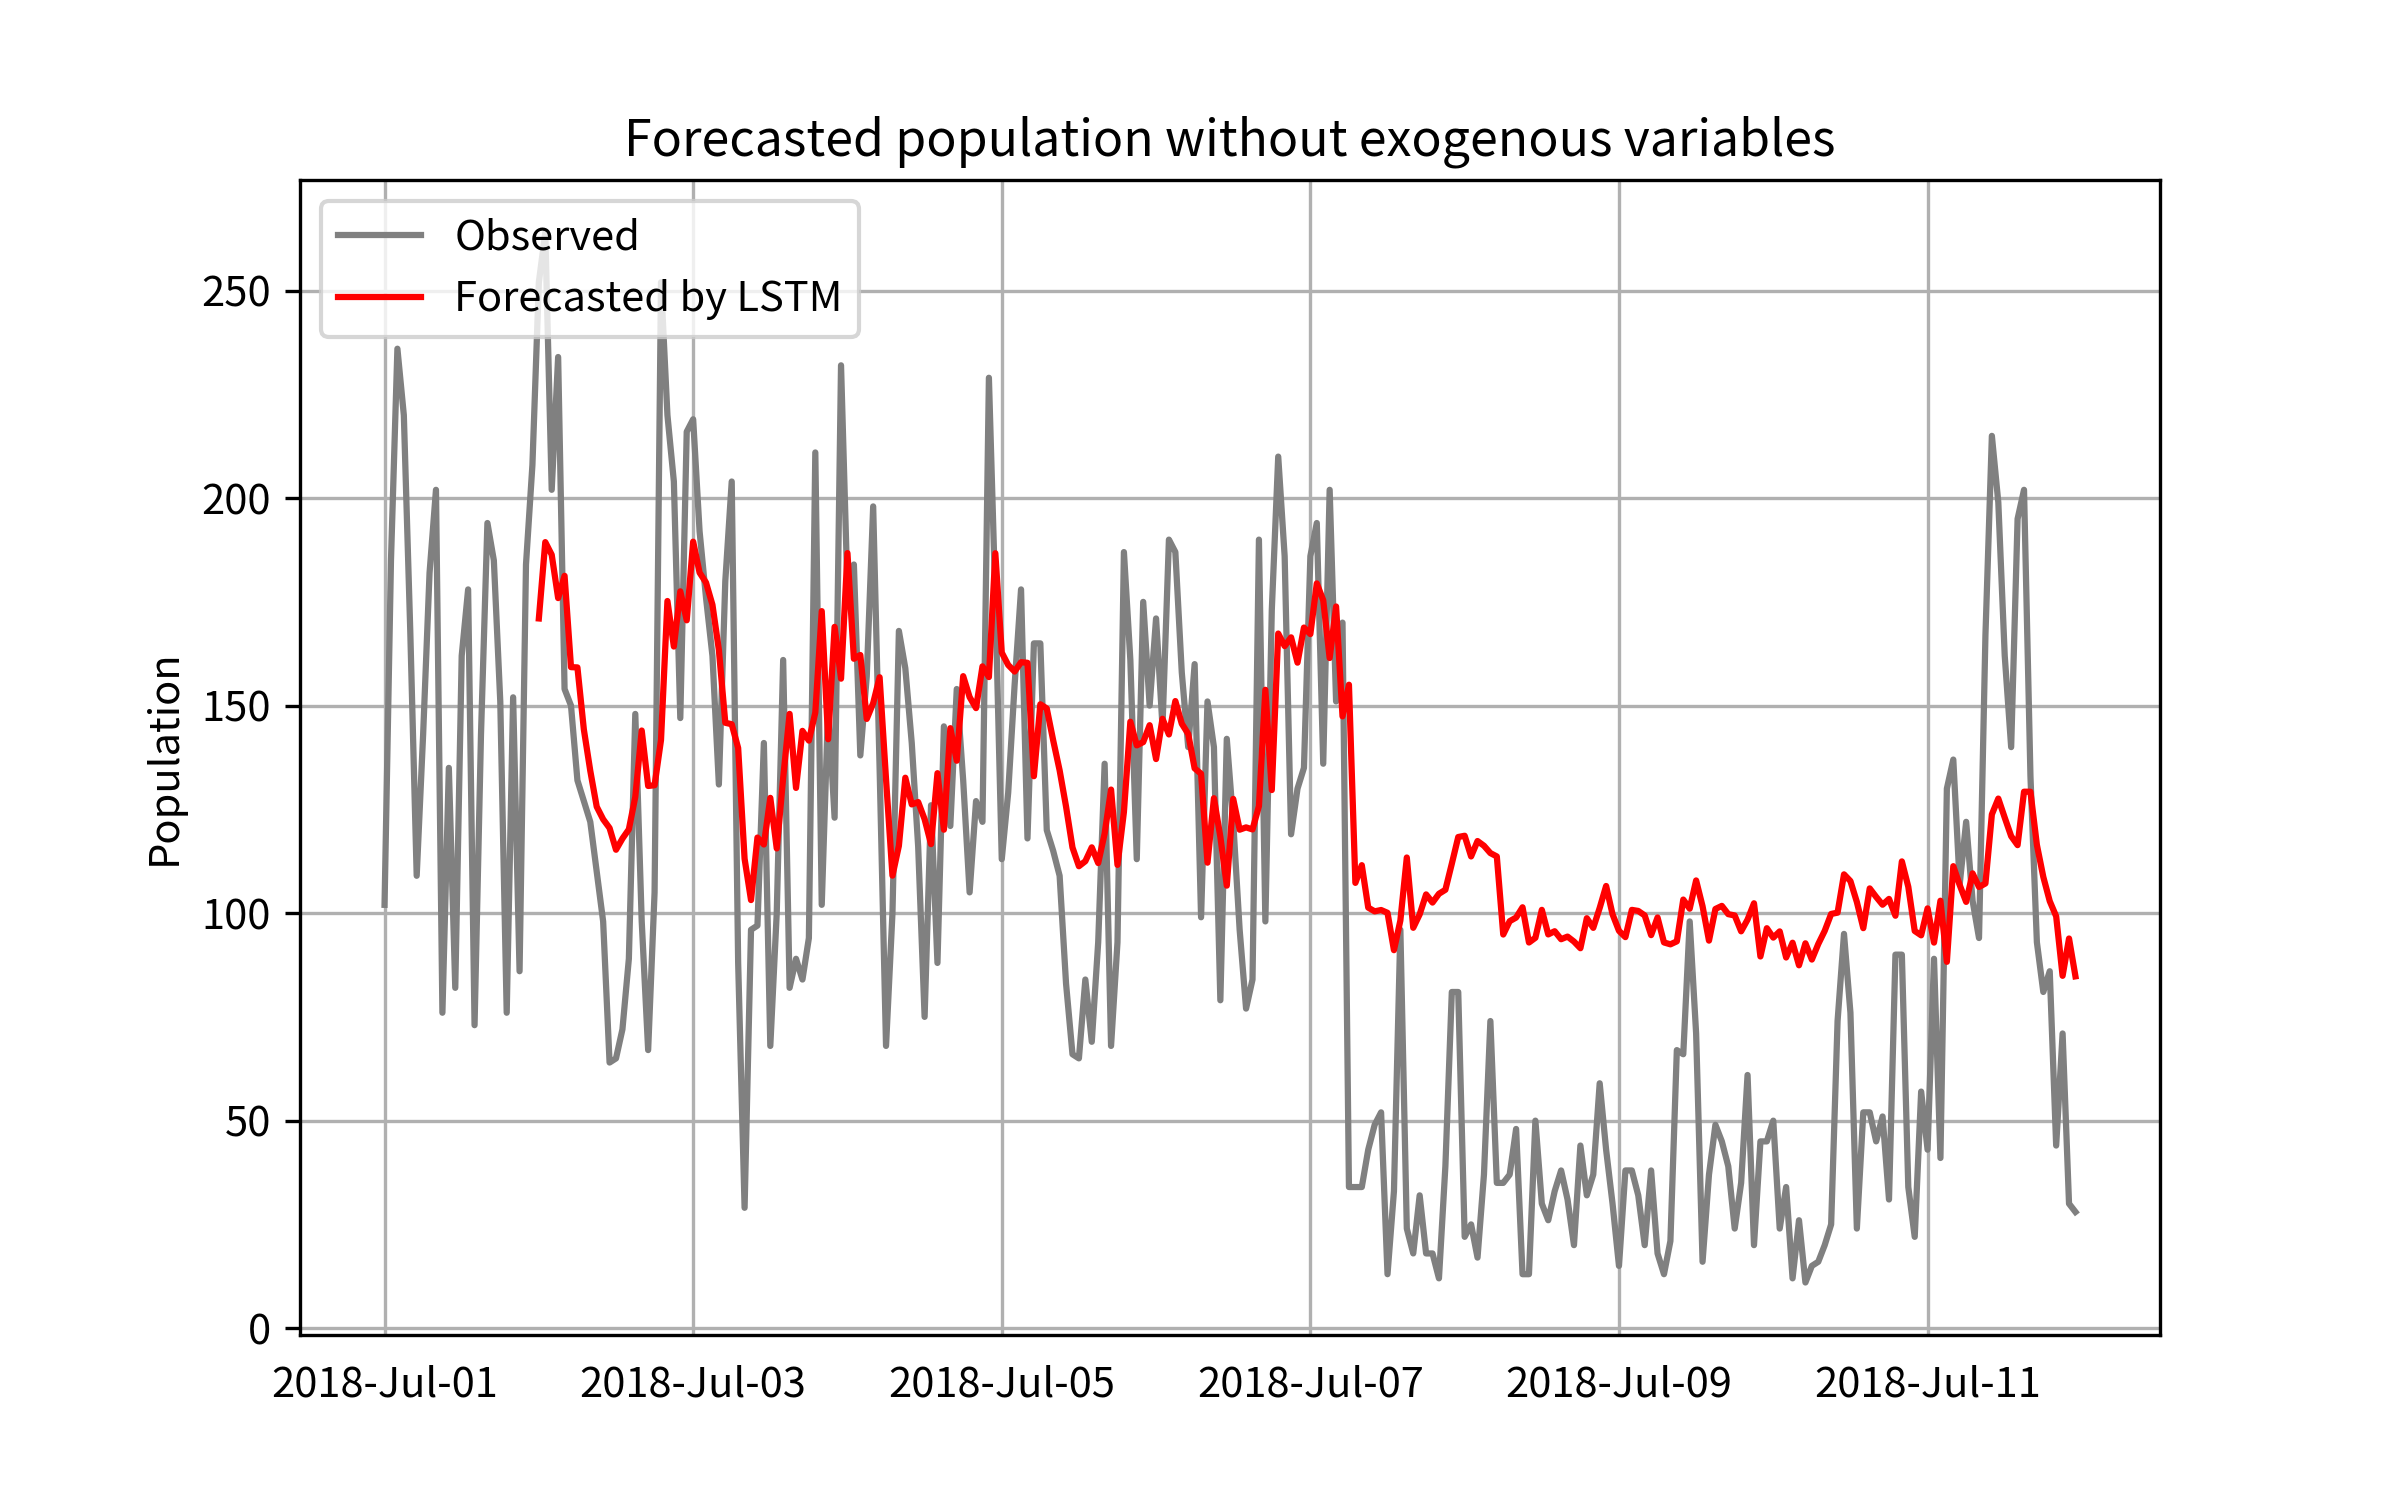 Forecasted population without exogenous variables
Observed
Forecasted by LSTM
Population
250
200
150
100
50
0
2018-Jul-01 2018-Jul-03 2018-Jul-05 2018-Jul-07 2018-Jul-09 2018-Jul-11